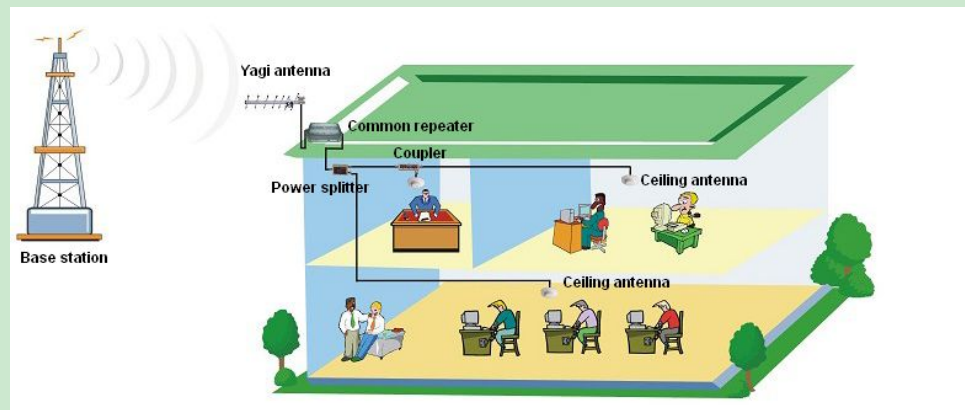 Yagi antenna
Common repeater
Coupler
Power splitter
Ceiling antenna
Base station
Ceiling antenna